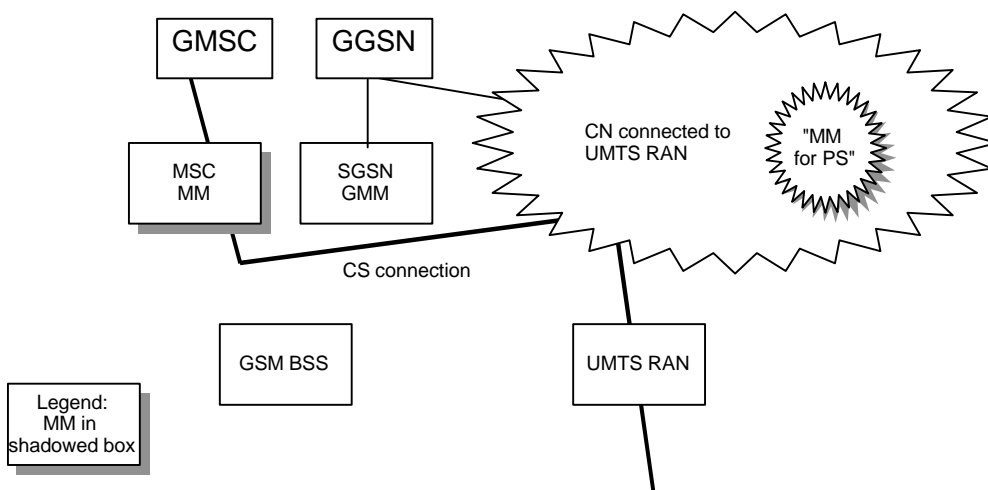 GMSC
GGSN
CN connected to
UMTS RAN
"MM
for PS"
MSC
MM
SGSN
GMM
CS connection
GSM BSS
UMTS RAN
Legend:
MM in
shadowed box